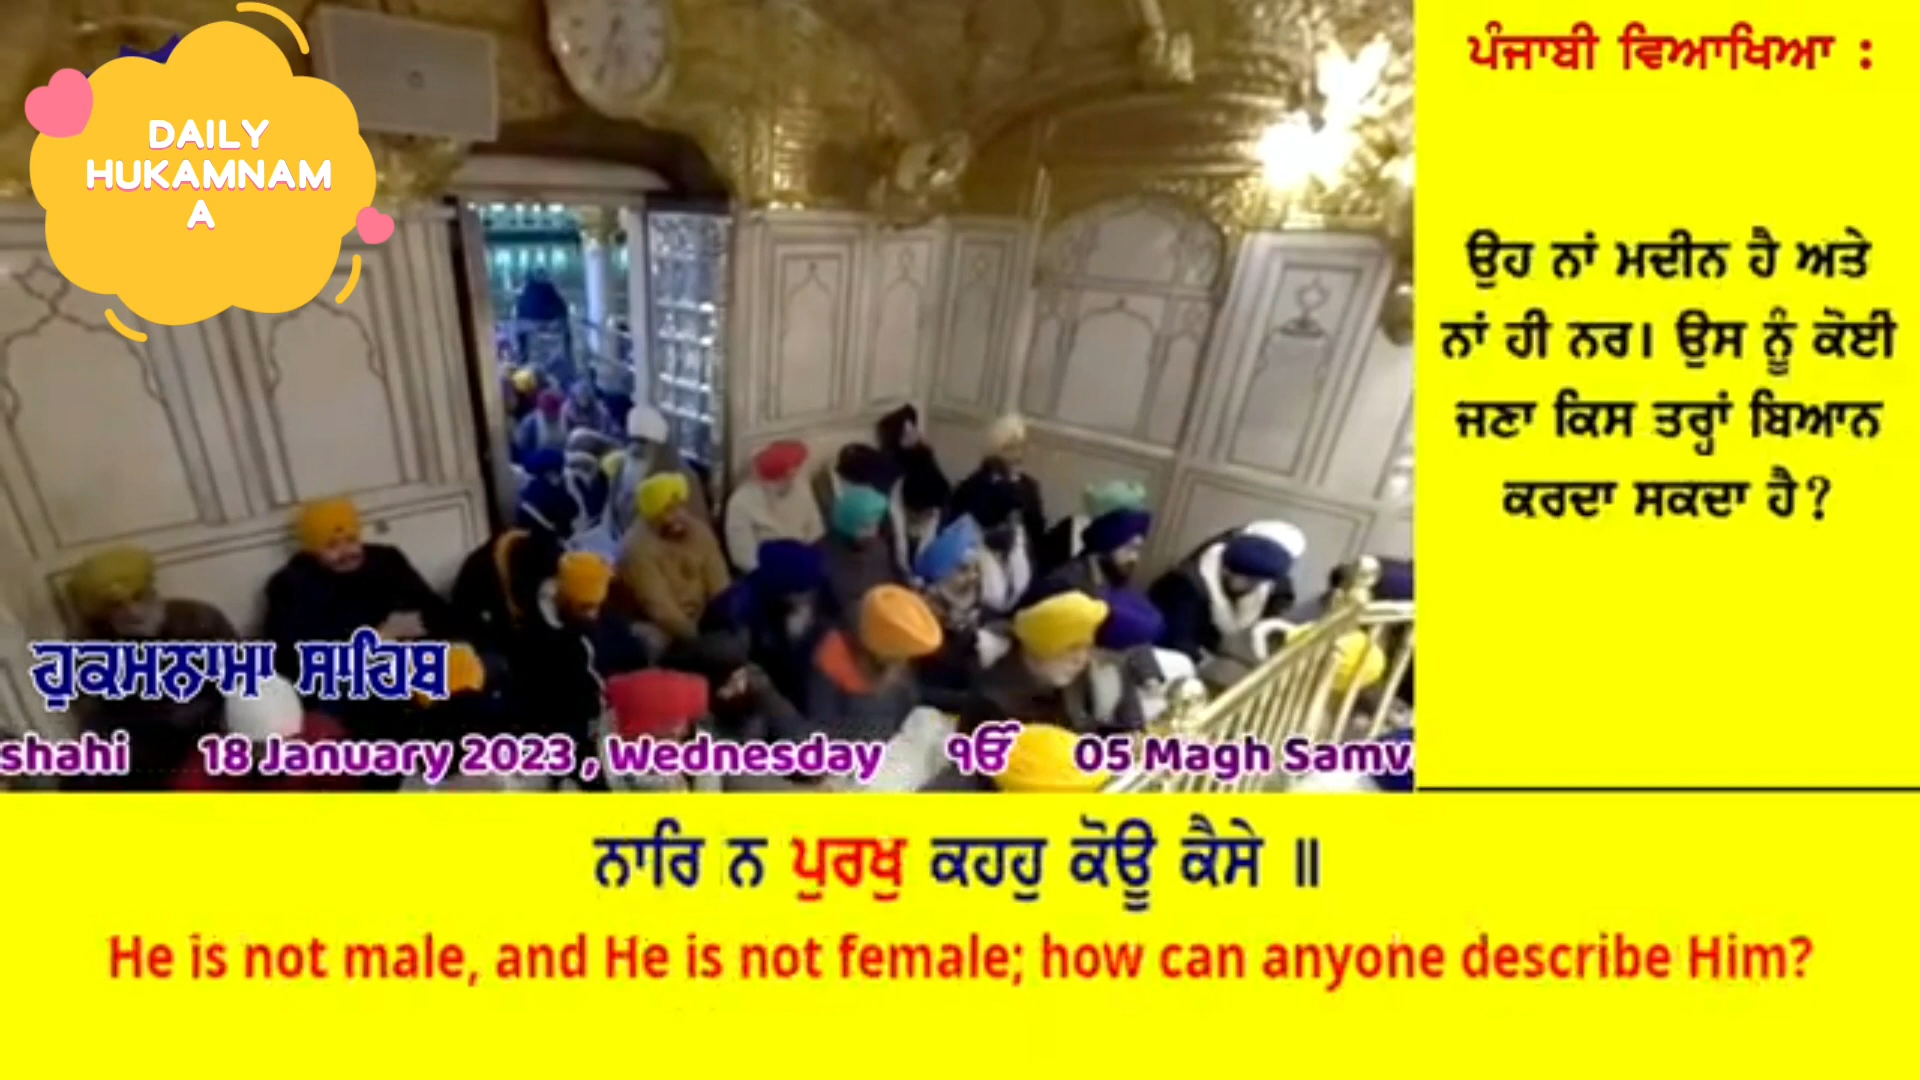 DAILY
HUKAMNAM
A
ਪੰਜਾਬੀ ਵਿਆਖਿਆ :
ਉਹ ਨਾਂ ਮਦੀਨ ਹੈ ਅਤੇ
ਨਾਂ ਹੀ ਨਰ। ਉਸ ਨੂੰ ਕੋਈ
ਜਣਾ ਕਿਸ ਤਰ੍ਹਾਂ ਬਿਆਨ
ਕਰਦਾ ਸਕਦਾ ਹੈ?
ਹੁਕਮਨਾਮਾ ਸਾਹਿਬ
shahi 18 January 2023 , Wednesday ੴ 05 Magh Samv
ਨਾਰਿ ਨ ਪੁਰਖੁ ਕਹਹੁ ਕੋਊ ਕੈਸੇ ॥
He is not male, and He is not female; how can anyone describe Him?